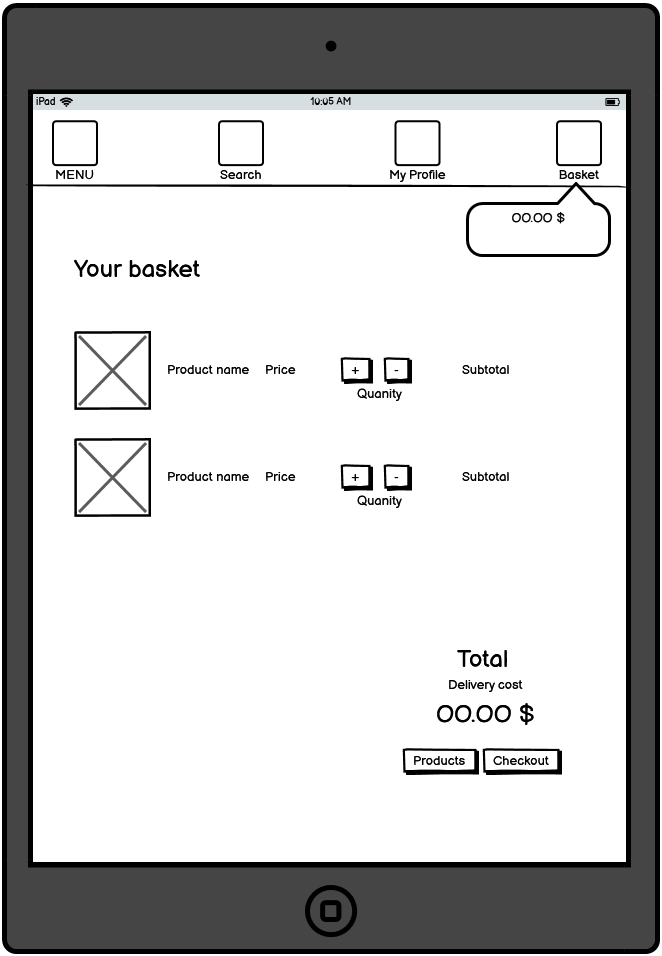 iPad 10:05 AM
MENU Search My Profile Basket
00.00 $
Your basket
Product name Price + - Subtotal
Quanity
Product name Price + - Subtotal
Quanity
Total
Delivery cost
00.00 $
Products Checkout